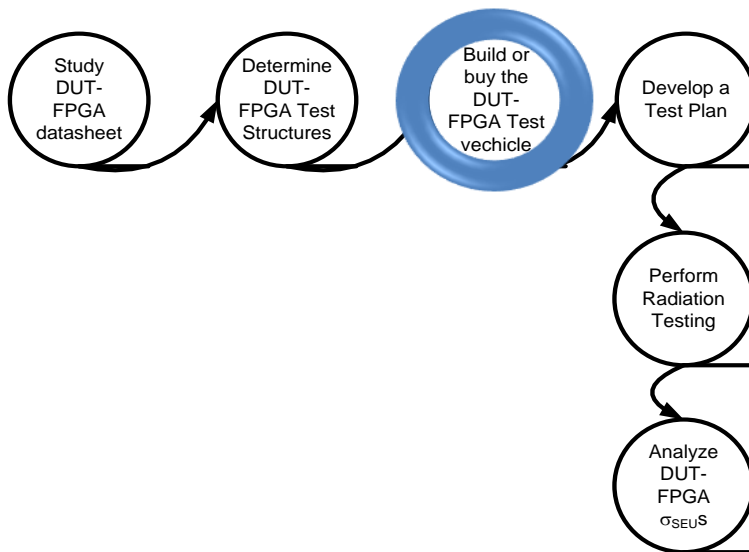 Study
DUT-
FPGA
datasheet
Determine
DUT-
FPGA Test
Structures
Build or
buy the
DUT-
FPGA Test
vechicle
Develop a
Test Plan
Perform
Radiation
Testing
Analyze
DUT-
FPGA
σSEUs